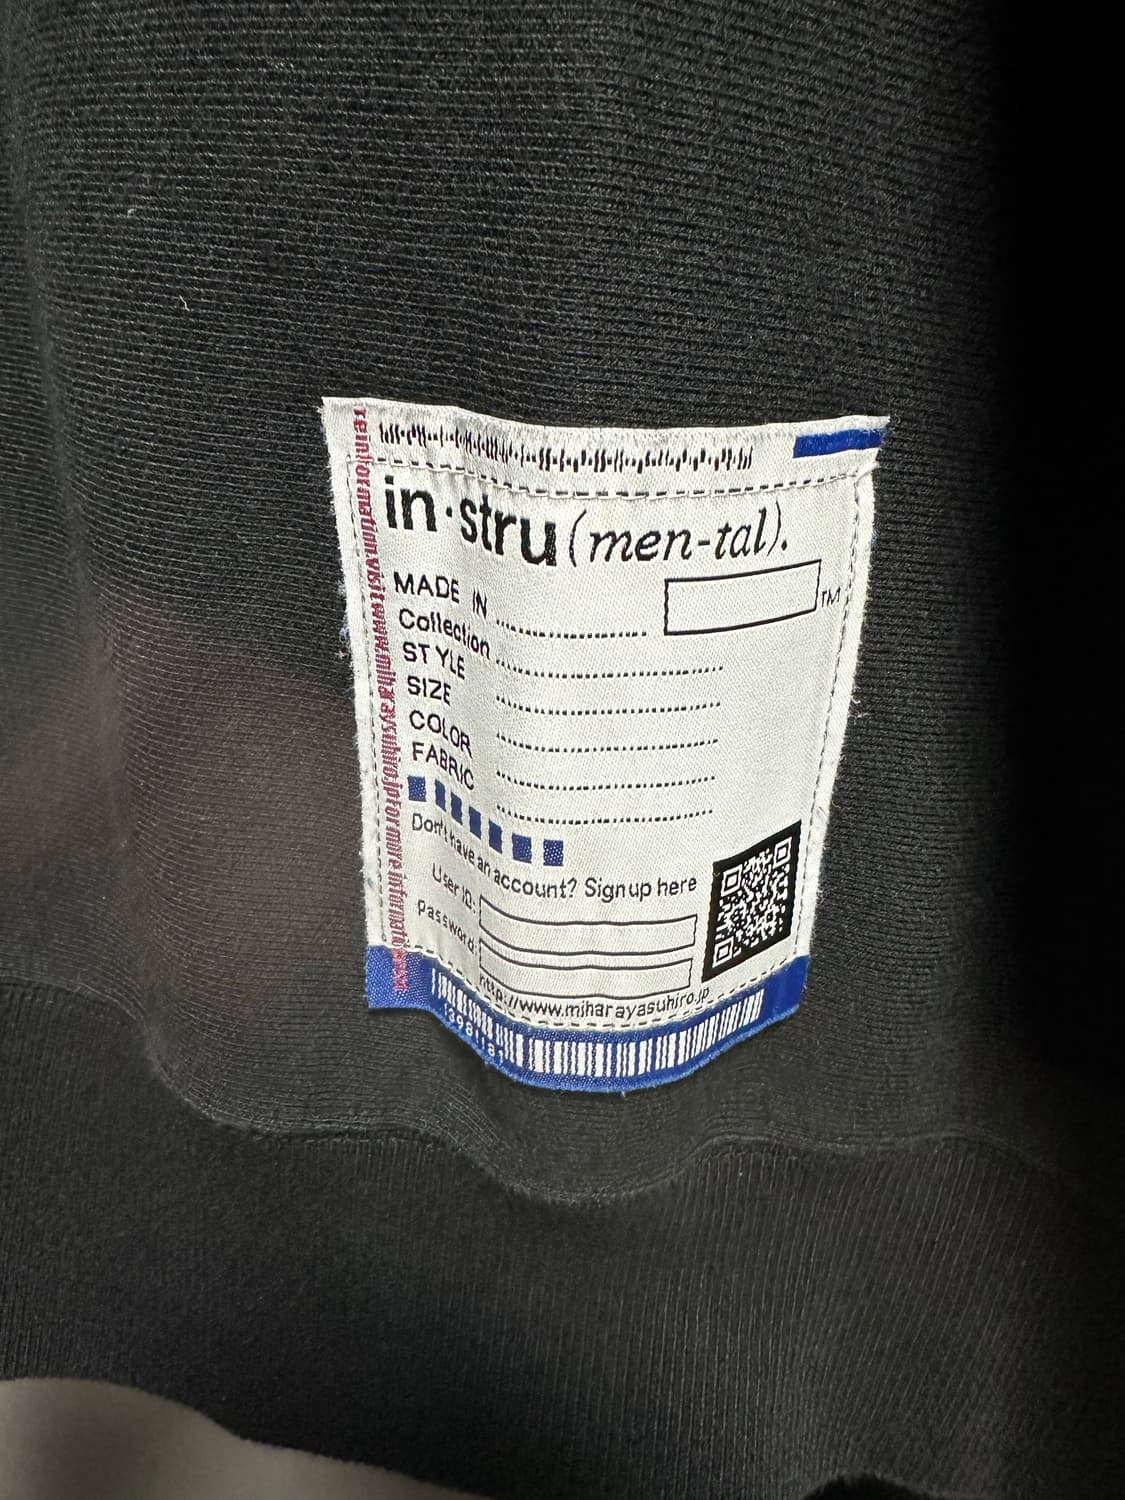 in·stru(men-tal).
MADE IN ....................
TM
Collection ..............................
STYLE ..............................
SIZE ..............................
COLOR ..............................
FABRIC ..............................
Don't have an account? Sign up here
User ID:
Password:
http://www.miharayasuhiro.jp